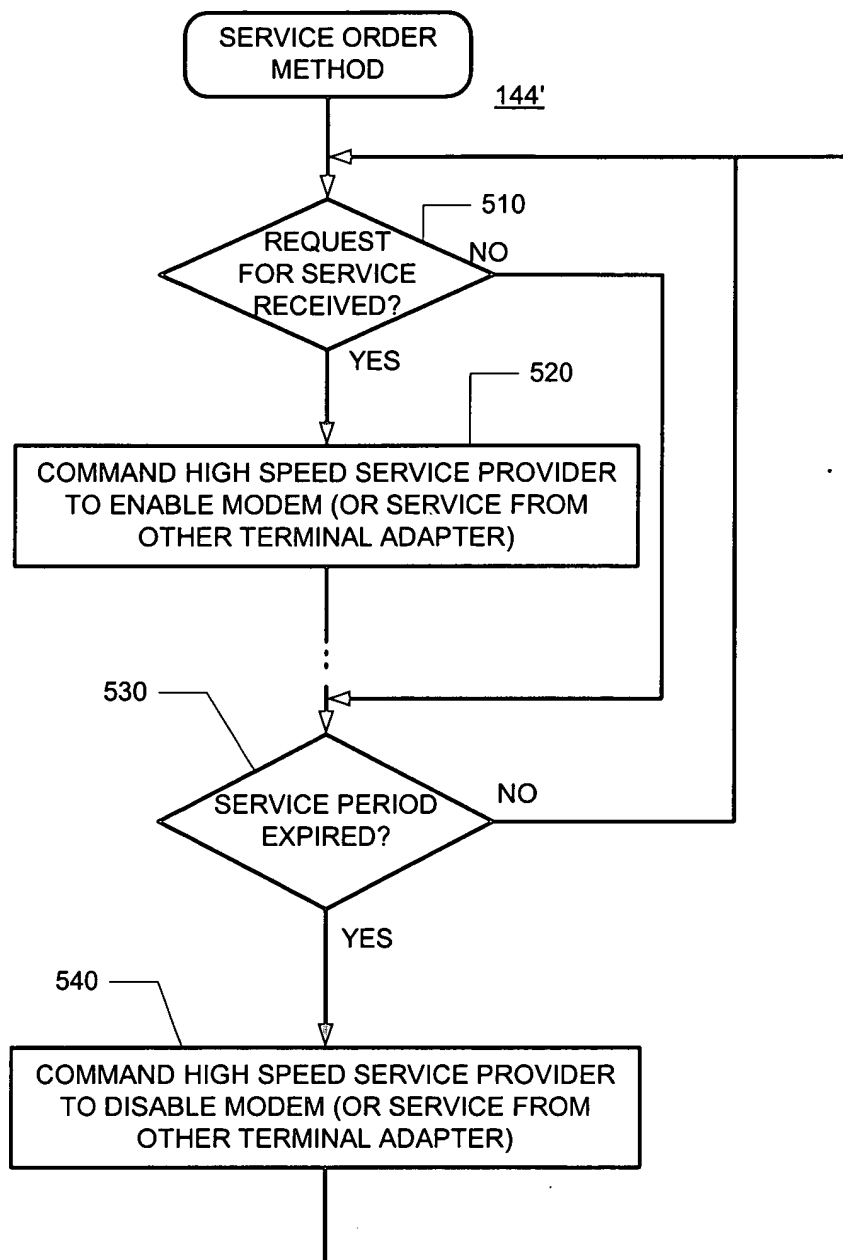 SERVICE ORDER
METHOD
144'
510
REQUEST
FOR SERVICE
RECEIVED?
NO
YES
520
COMMAND HIGH SPEED SERVICE PROVIDER
TO ENABLE MODEM (OR SERVICE FROM
OTHER TERMINAL ADAPTER)
530
SERVICE PERIOD
EXPIRED?
NO
YES
540
COMMAND HIGH SPEED SERVICE PROVIDER
TO DISABLE MODEM (OR SERVICE FROM
OTHER TERMINAL ADAPTER)